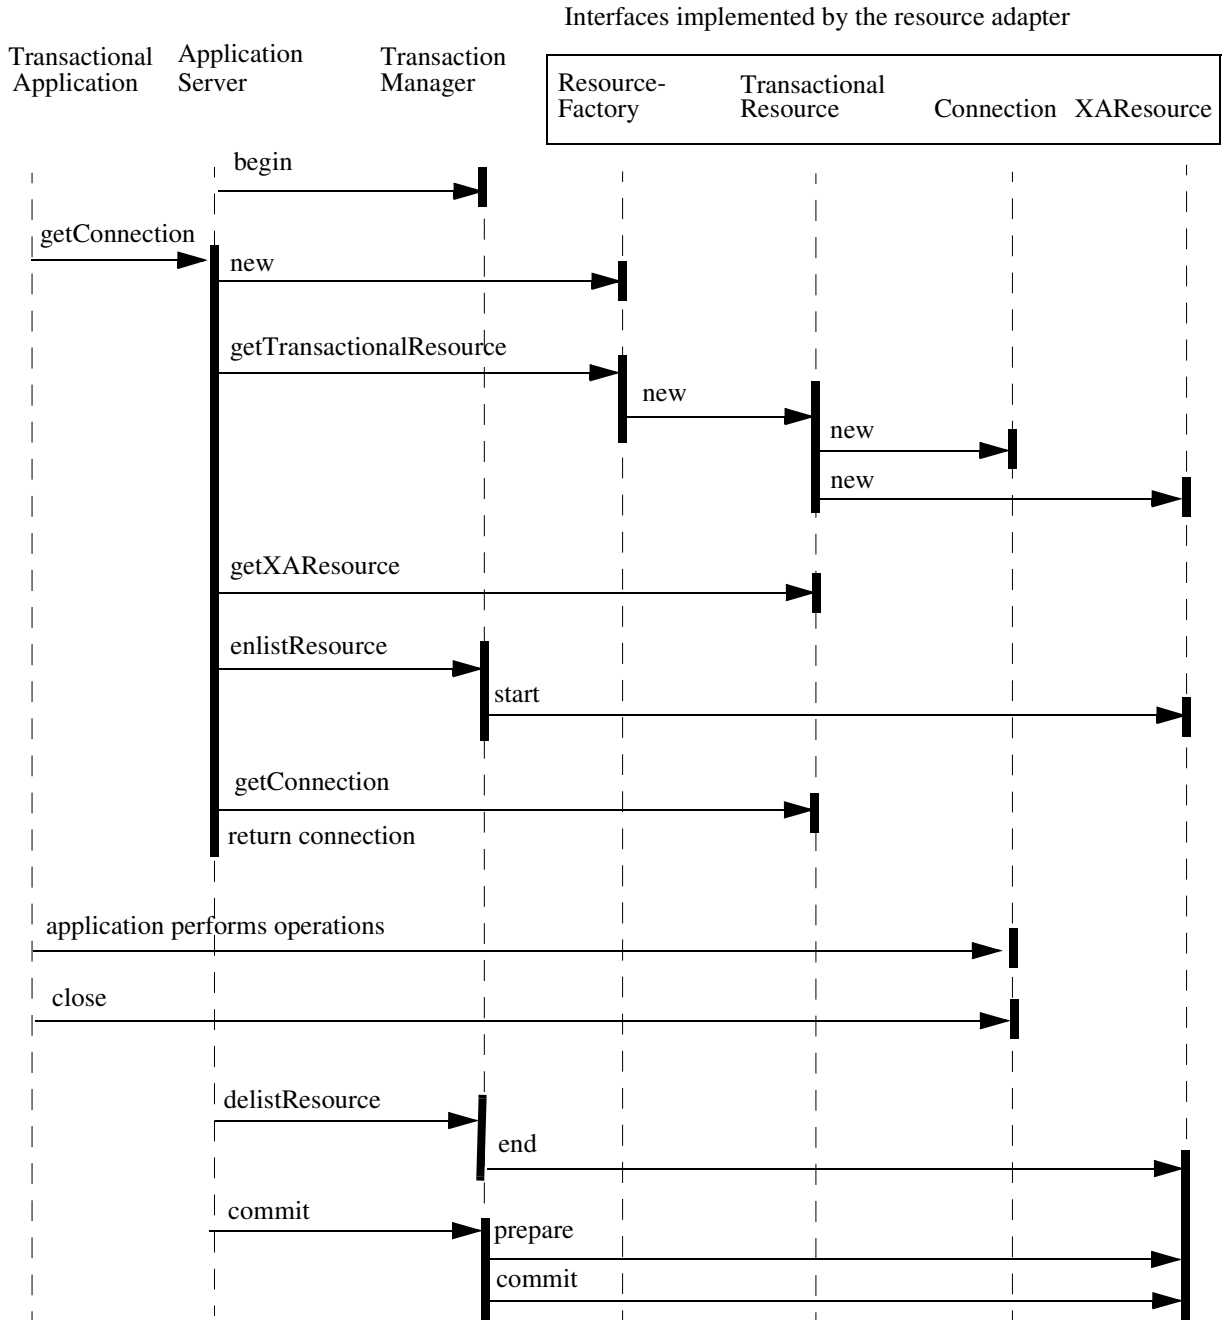 Interfaces implemented by the resource adapter
Transactional
Application
Application
Server
Transaction
Manager
Resource-
Factory
Transactional
Resource
Connection
XAResource
begin
getConnection
new
getTransactionalResource
new
new
new
getXAResource
enlistResource
start
getConnection
return connection
application performs operations
close
delistResource
end
commit
prepare
commit